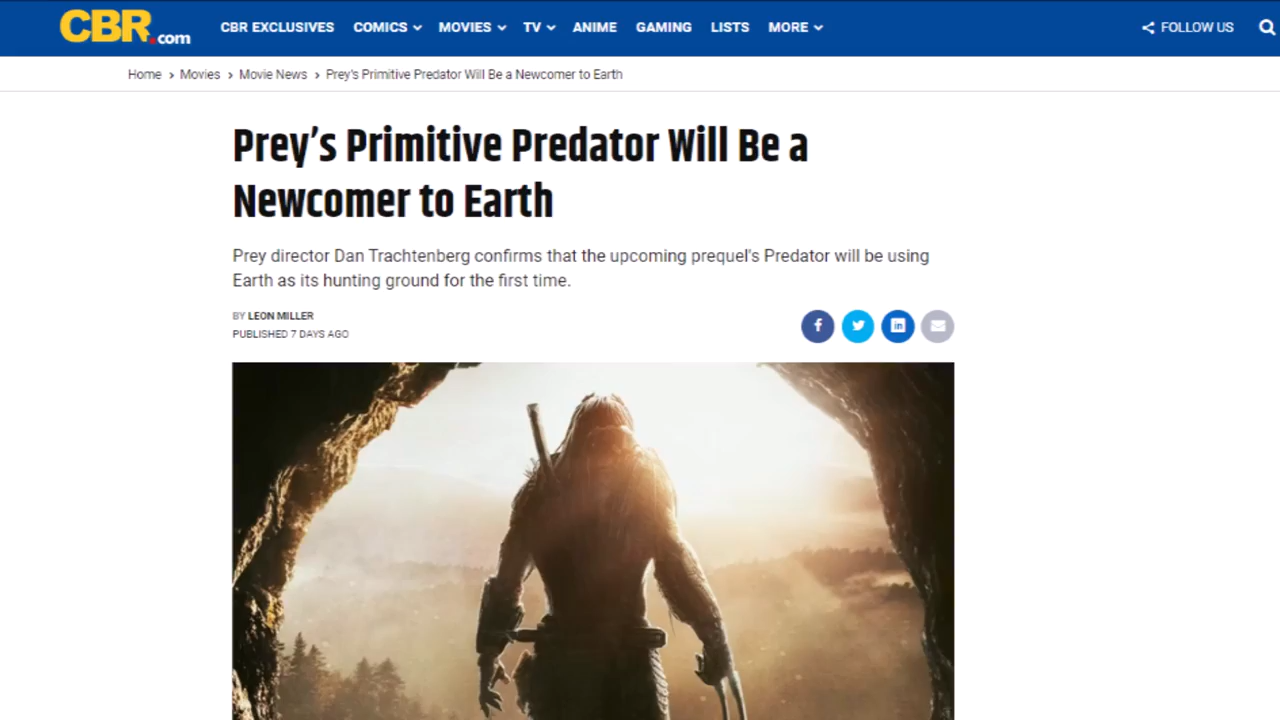 CBR.com CBR EXCLUSIVES COMICS MOVIES TV ANIME GAMING LISTS MORE FOLLOW US
Home > Movies > Movie News > Prey's Primitive Predator Will Be a Newcomer to Earth
Prey’s Primitive Predator Will Be a
Newcomer to Earth
Prey director Dan Trachtenberg confirms that the upcoming prequel's Predator will be using
Earth as its hunting ground for the first time.
BY LEON MILLER
PUBLISHED 7 DAYS AGO
f
in